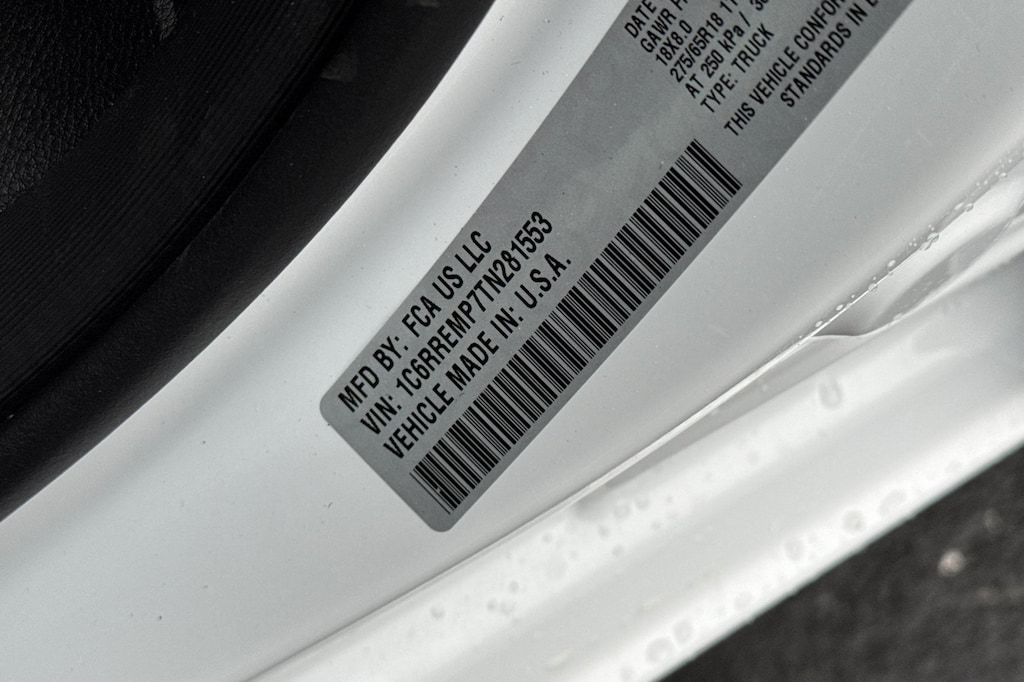 MFD BY: FCA US LLC
VIN: 1C6RREMP7TN281553
VEHICLE MADE IN: U.S.A.
DATE
GAWR
18X8.0
275/65R18
AT 250 kPa /
TYPE: TRUCK
THIS VEHICLE
STANDARDS IN